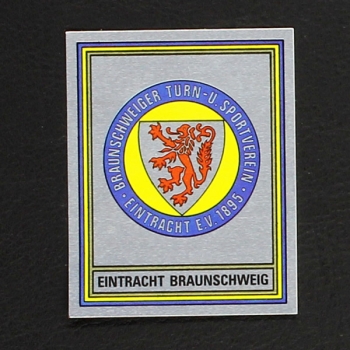 BRAUNSCHWEIGER TURN-U. SPORTVEREIN
· EINTRACHT E.V. 1895 ·
EINTRACHT BRAUNSCHWEIG